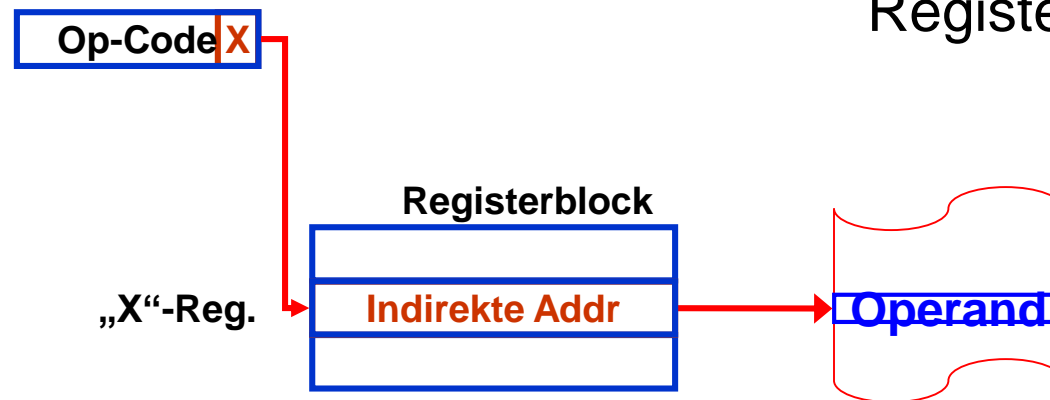 Op-Code X
Registerblock
„X“-Reg.
Indirekte Addr
Operand